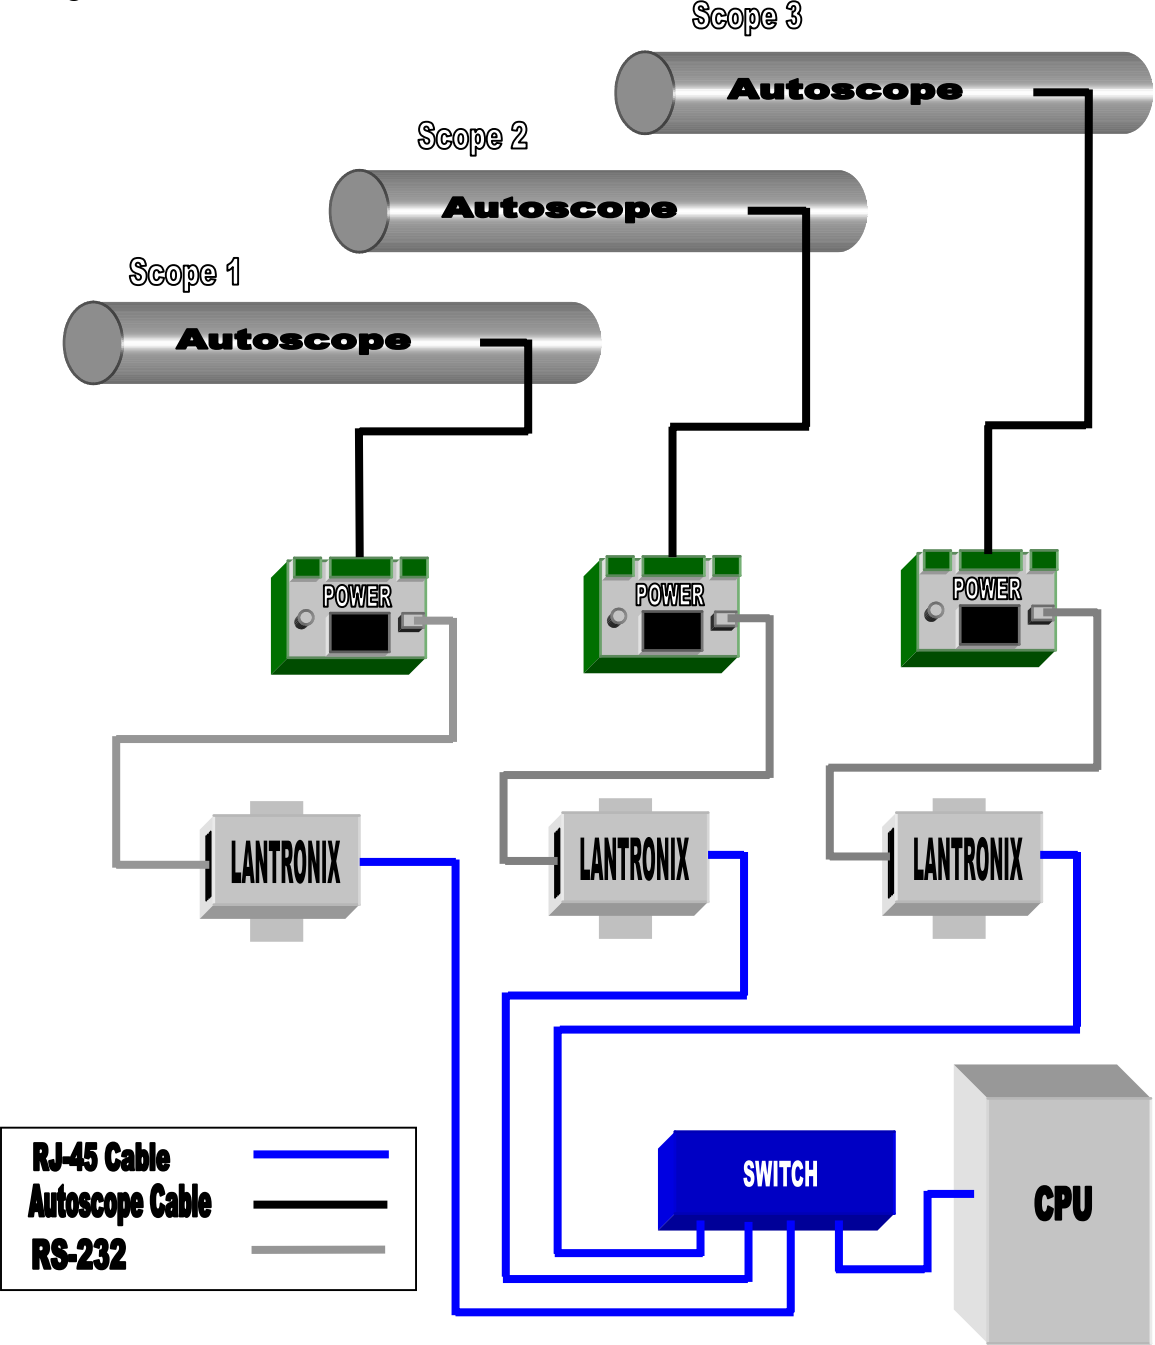 Scope 3
Autoscope
Scope 2
Autoscope
Scope 1
Autoscope
POWER
POWER
POWER
LANTRONIX
LANTRONIX
LANTRONIX
SWITCH
CPU
RJ-45 Cable
Autoscope Cable
RS-232